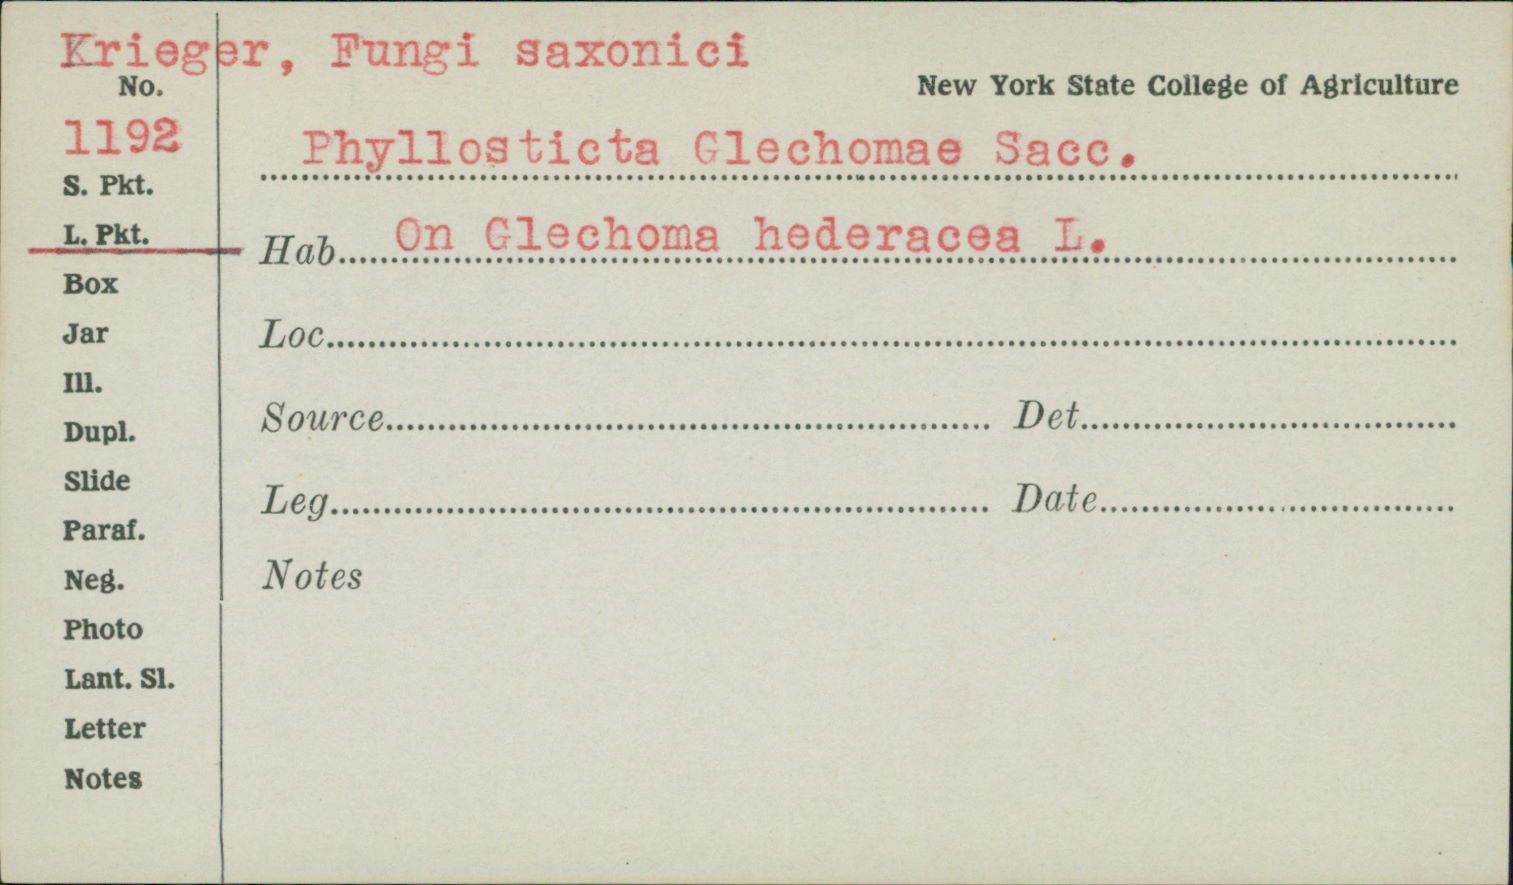 Krieger, Fungi saxonici
No.
New York State College of Agriculture
1192
Phyllosticta Glechomae Sacc.
S. Pkt.
L. Pkt.
Hab. On Glechoma hederacea L.
Box
Jar
Loc.
Ill.
Source
Det.
Dupl.
Slide
Leg.
Date
Paraf.
Neg.
Notes
Photo
Lant. Sl.
Letter
Notes